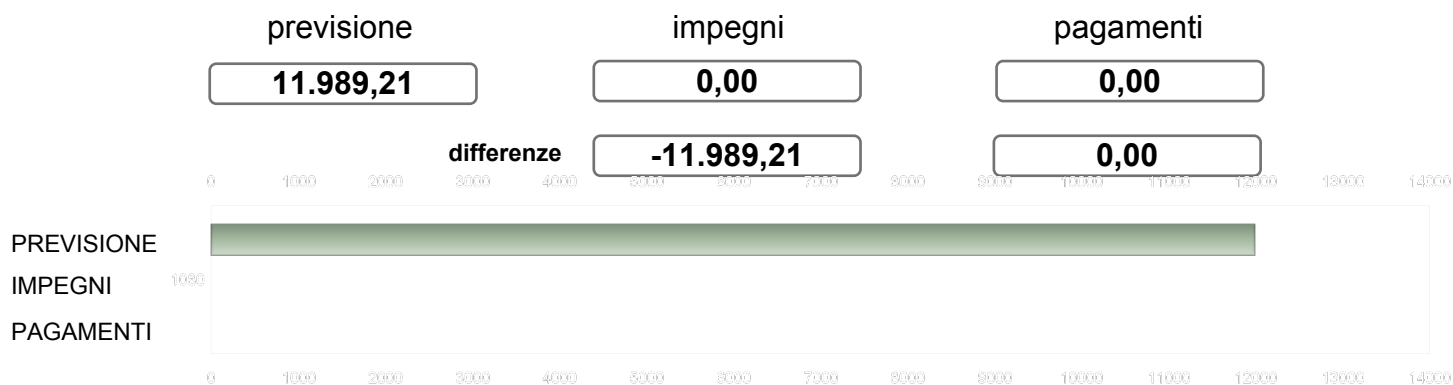 previsione impegni pagamenti
11.989,21 0,00 0,00
differenze -11.989,21 0,00
0 1000 2000 3000 4000 5000 6000 7000 8000 9000 10000 11000 12000 13000 14000
PREVISIONE
1080
IMPEGNI
PAGAMENTI
0 1000 2000 3000 4000 5000 6000 7000 8000 9000 10000 11000 12000 13000 14000